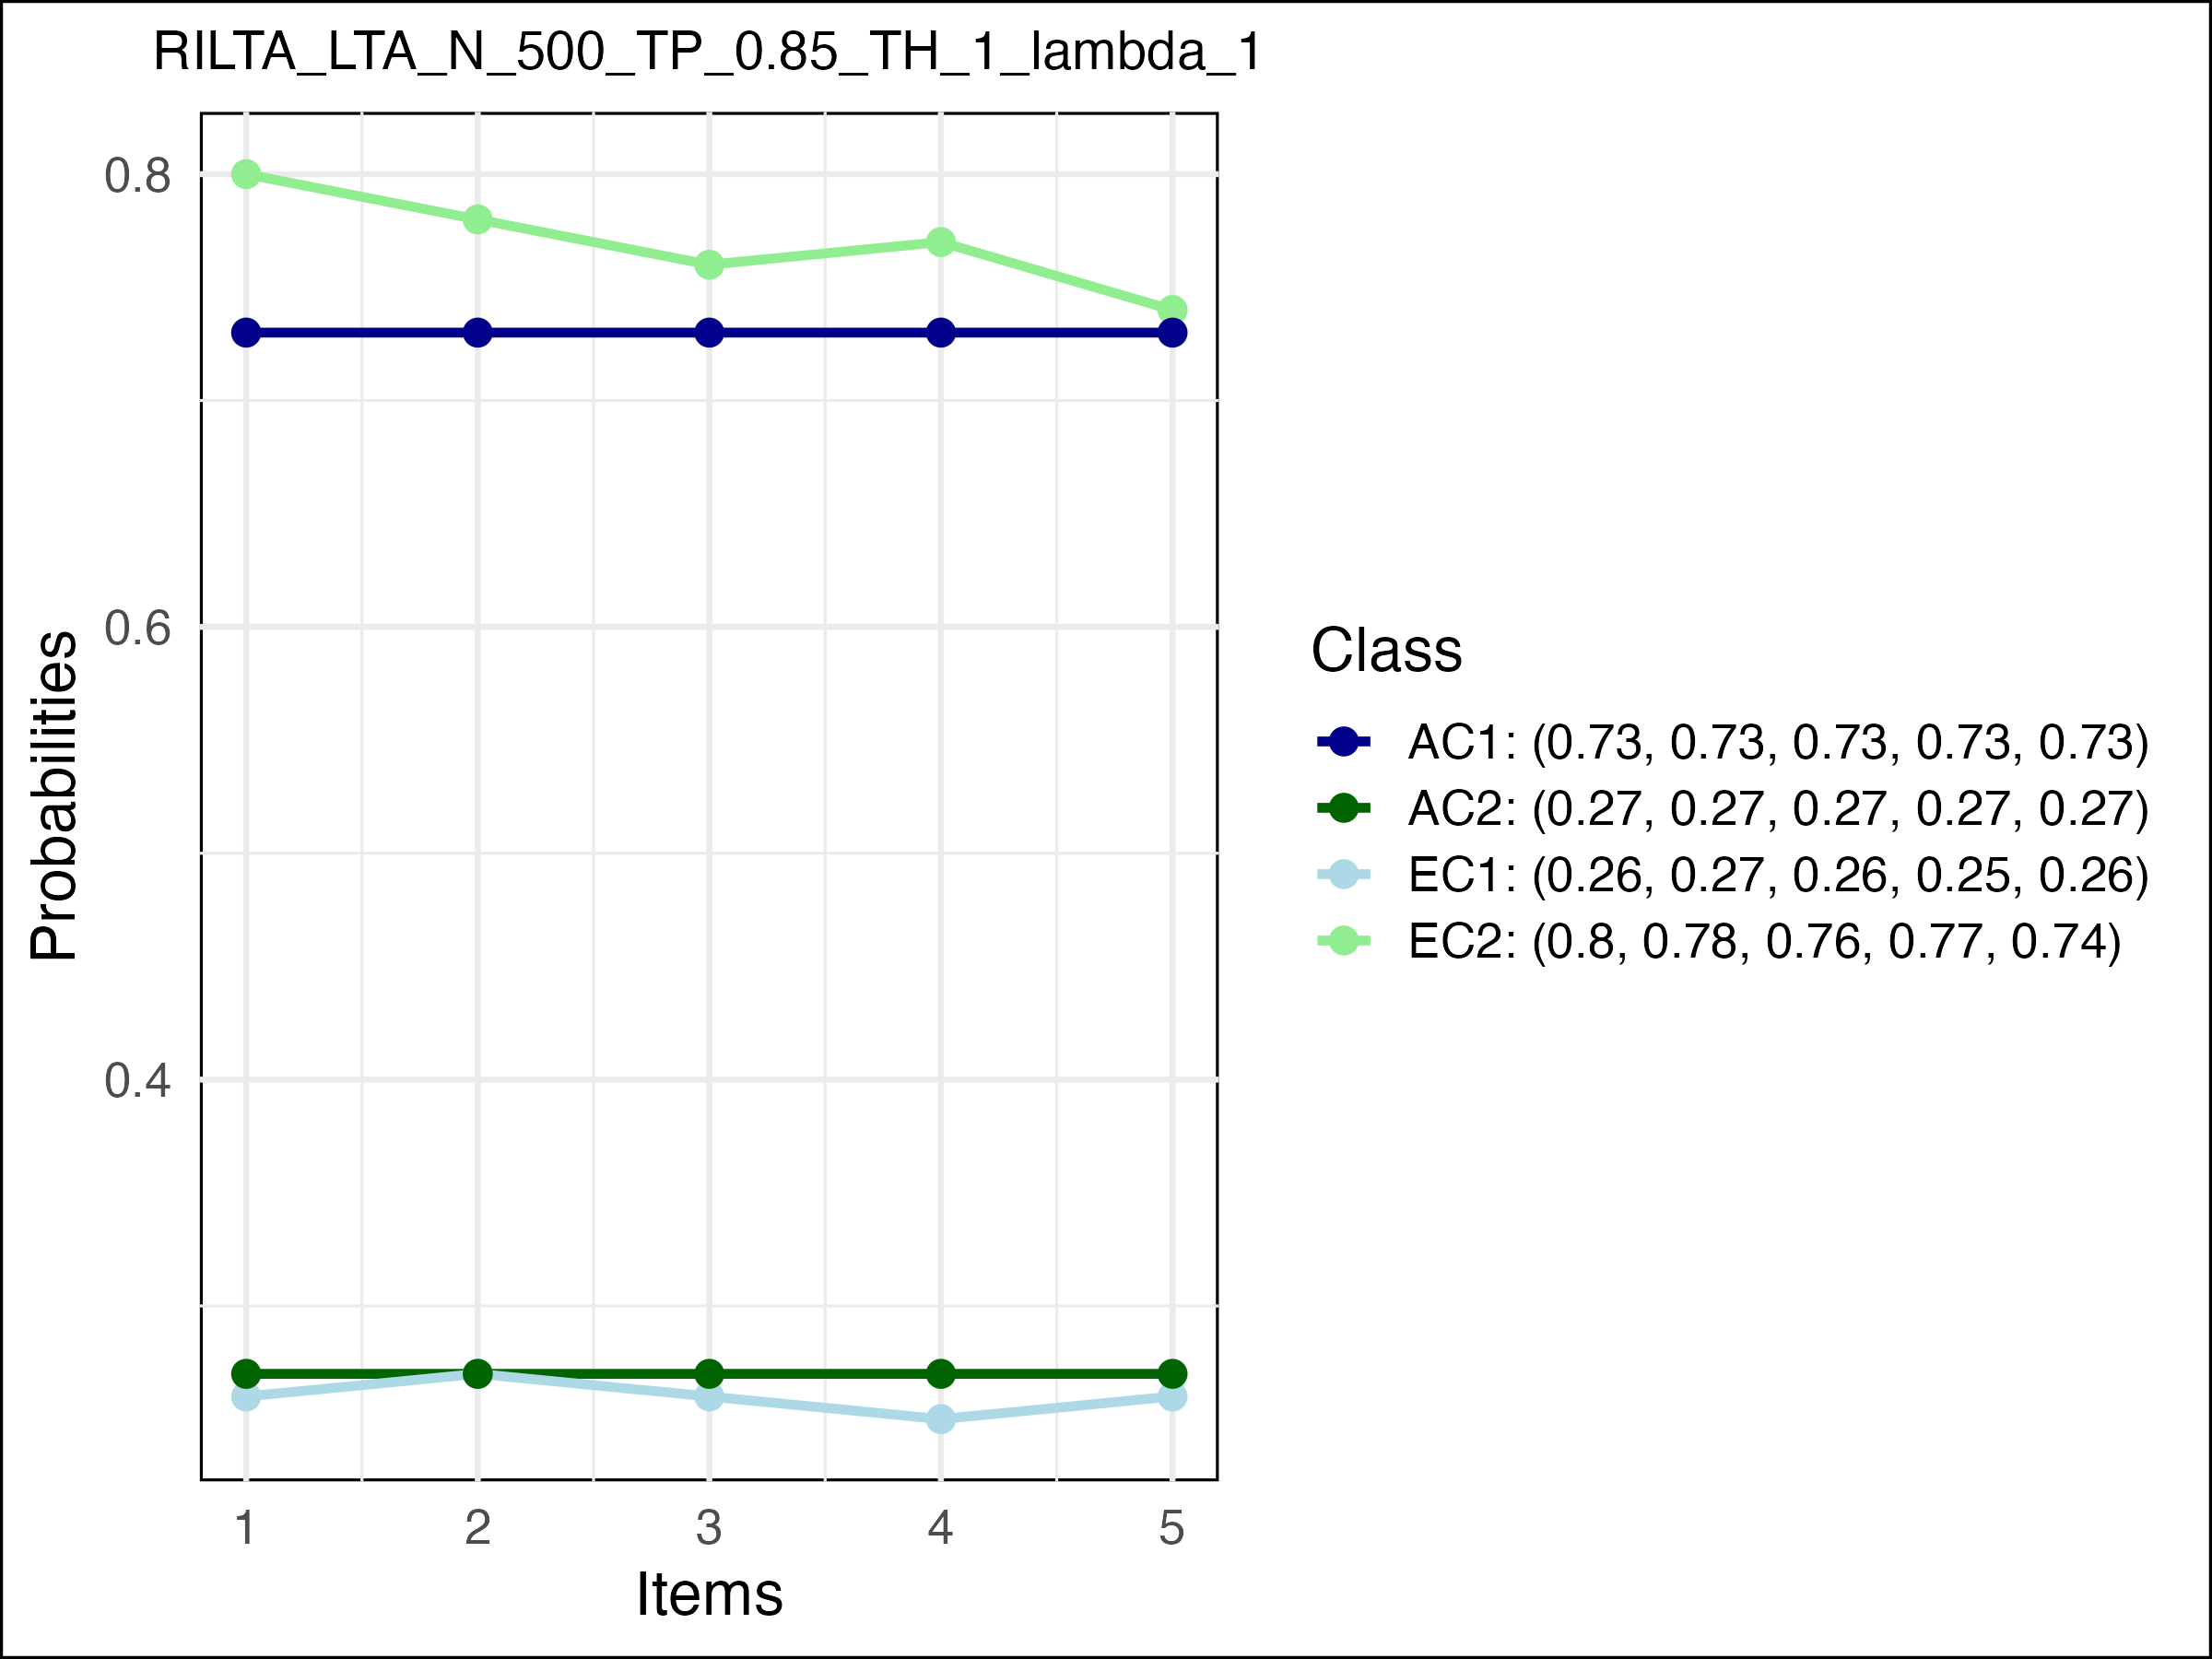 RILTA_LTA_N_500_TP_0.85_TH_1_lambda_1
0.8
0.6
0.4
Probabilities
1 2 3 4 5
Items
Class
AC1: (0.73, 0.73, 0.73, 0.73, 0.73)
AC2: (0.27, 0.27, 0.27, 0.27, 0.27)
EC1: (0.26, 0.27, 0.26, 0.25, 0.26)
EC2: (0.8, 0.78, 0.76, 0.77, 0.74)